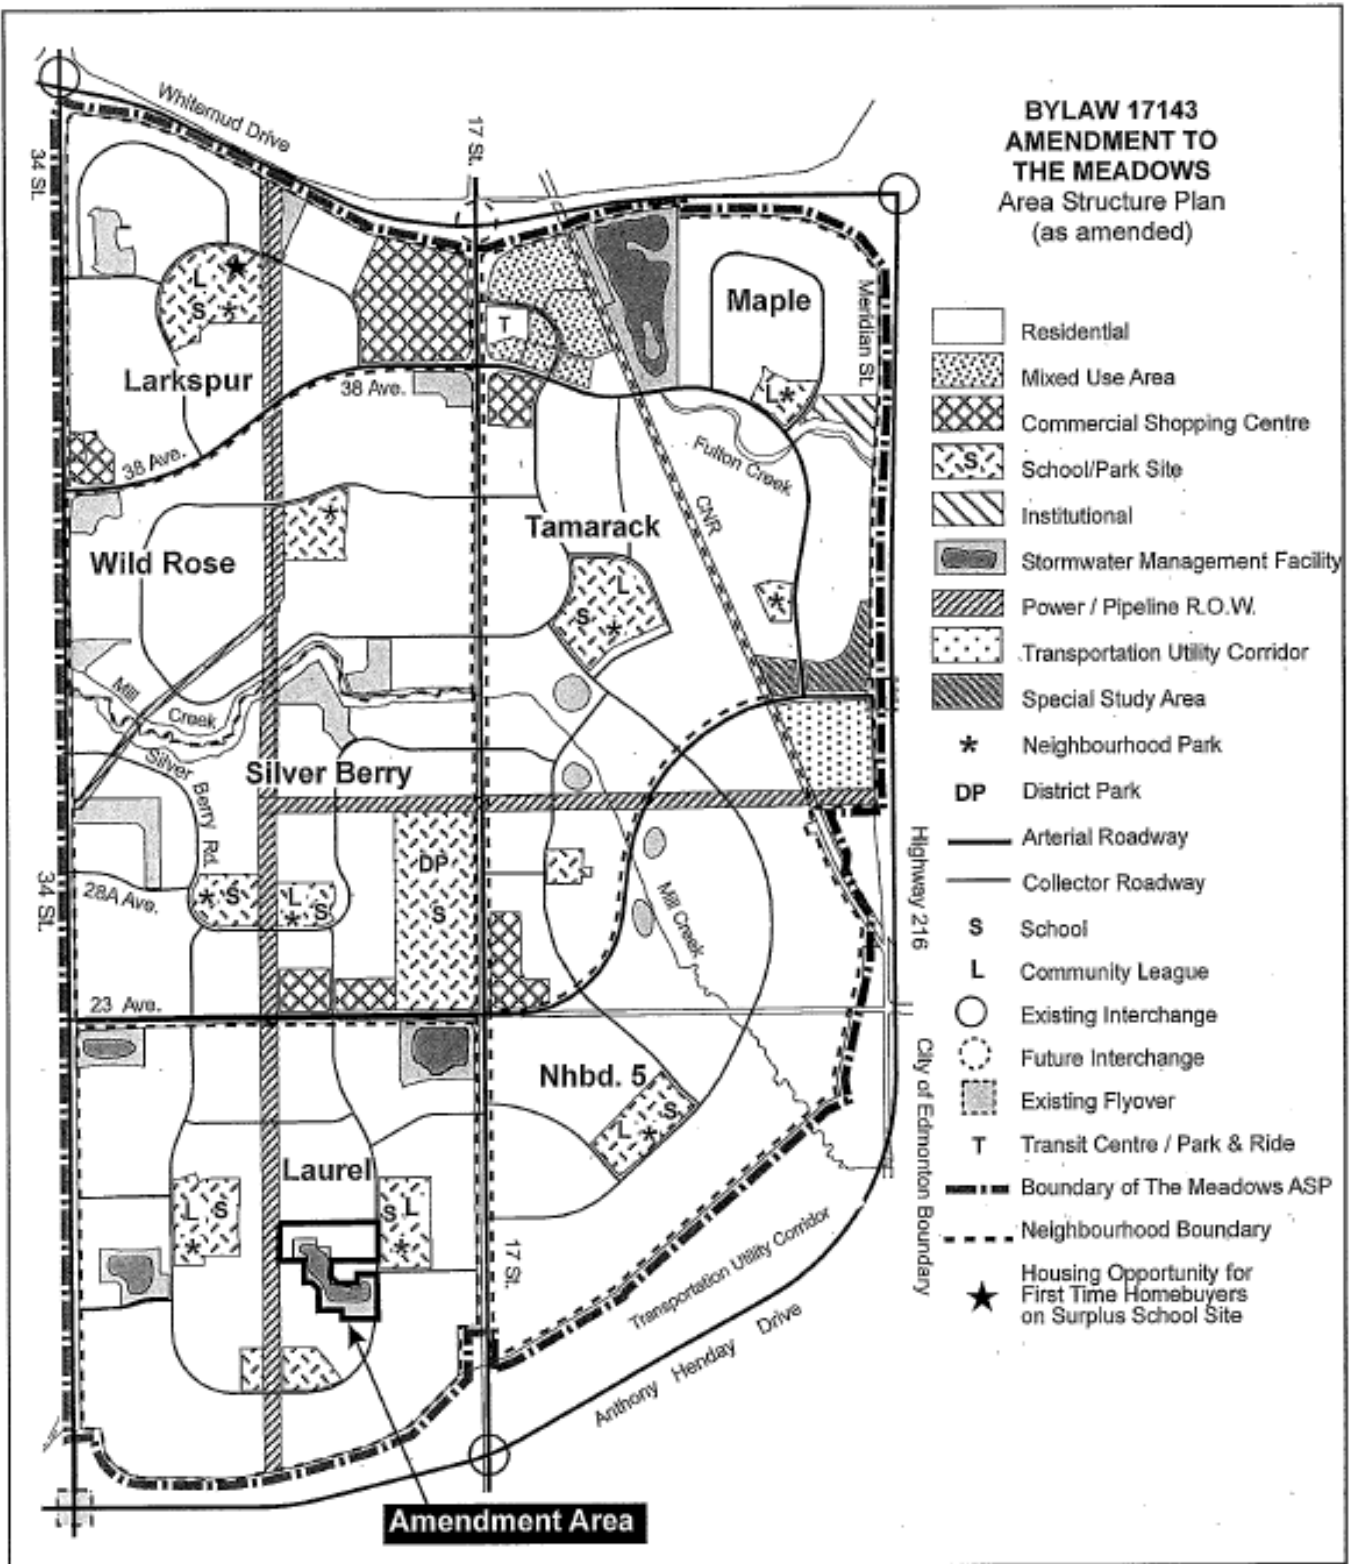 BYLAW 17143
AMENDMENT TO
THE MEADOWS
Area Structure Plan
(as amended)
Residential
Mixed Use Area
Commercial Shopping Centre
S
School/Park Site
Institutional
Stormwater Management Facility
Power / Pipeline R.O.W.
Transportation Utility Corridor
Special Study Area
* Neighbourhood Park
DP District Park
Arterial Roadway
Collector Roadway
S School
L Community League
Existing Interchange
Future Interchange
Existing Flyover
T Transit Centre / Park & Ride
Boundary of The Meadows ASP
Neighbourhood Boundary
Housing Opportunity for
First Time Homebuyers
on Surplus School Site
Whitemud Drive
34 St.
17 St.
L
S *
T
Maple
Meridian St.
Larkspur
38 Ave.
L*
38 Ave.
Fulton Creek
CNR
*
Tamarack
Wild Rose
L
S
*
*
Mill
Creek
Silver
Berry
Rd.
Silver Berry
DP
S
34 St.
28A Ave.
* S
L
* S
Mill Creek
Highway 216
23 Ave.
Nhbd. 5
S
L *
City of Edmonton Boundary
Laurel
L S
*
S L
*
17 St.
Transportation Utility Corridor
Anthony Henday Drive
Amendment Area